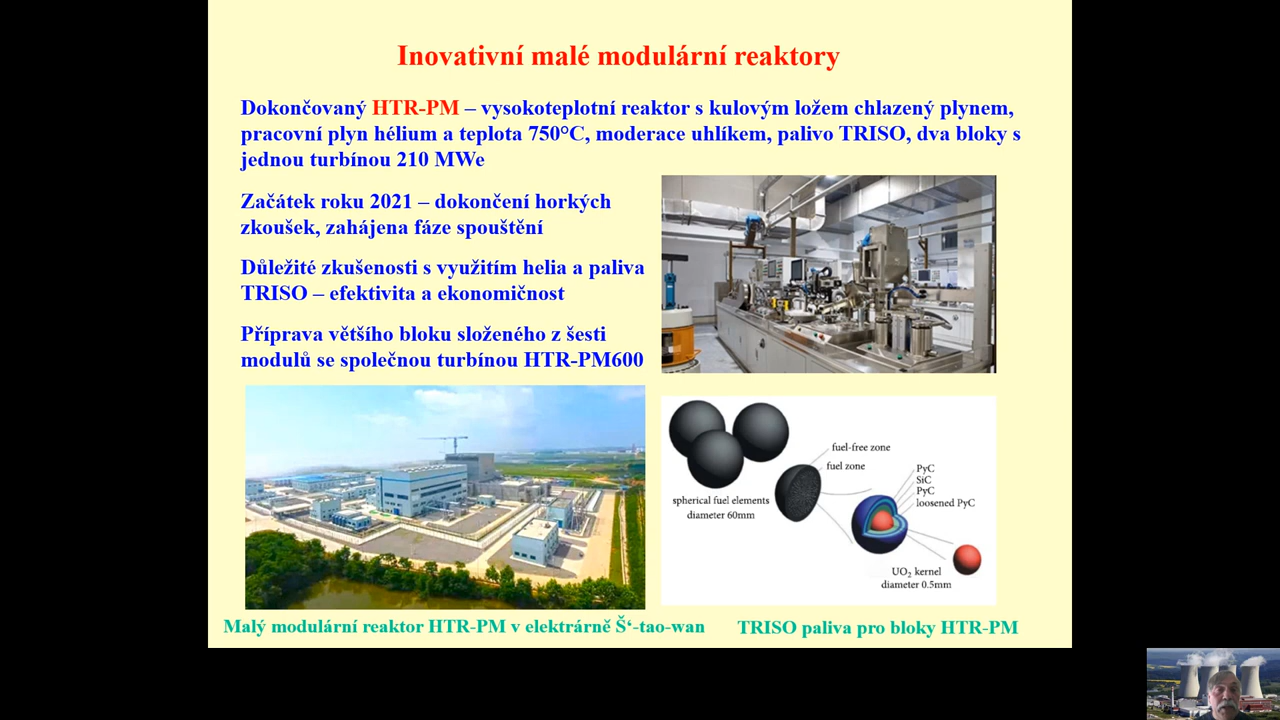 Inovativní malé modulární reaktory
Dokončovaný HTR-PM – vysokoteplotní reaktor s kulovým ložem chlazený plynem,
pracovní plyn hélium a teplota 750°C, moderace uhlíkem, palivo TRISO, dva bloky s
jednou turbínou 210 MWe
Začátek roku 2021 – dokončení horkých
zkoušek, zahájena fáze spouštění
Důležité zkušenosti s využitím helia a paliva
TRISO – efektivita a ekonomičnost
Příprava většího bloku složeného z šesti
modulů se společnou turbínou HTR-PM600
fuel-free zone
fuel zone
PyC
SiC
PyC
loosened PyC
spherical fuel elements
diameter 60mm
UO₂ kernel
diameter 0.5mm
Malý modulární reaktor HTR-PM v elektrárně Š‘-tao-wan
TRISO paliva pro bloky HTR-PM